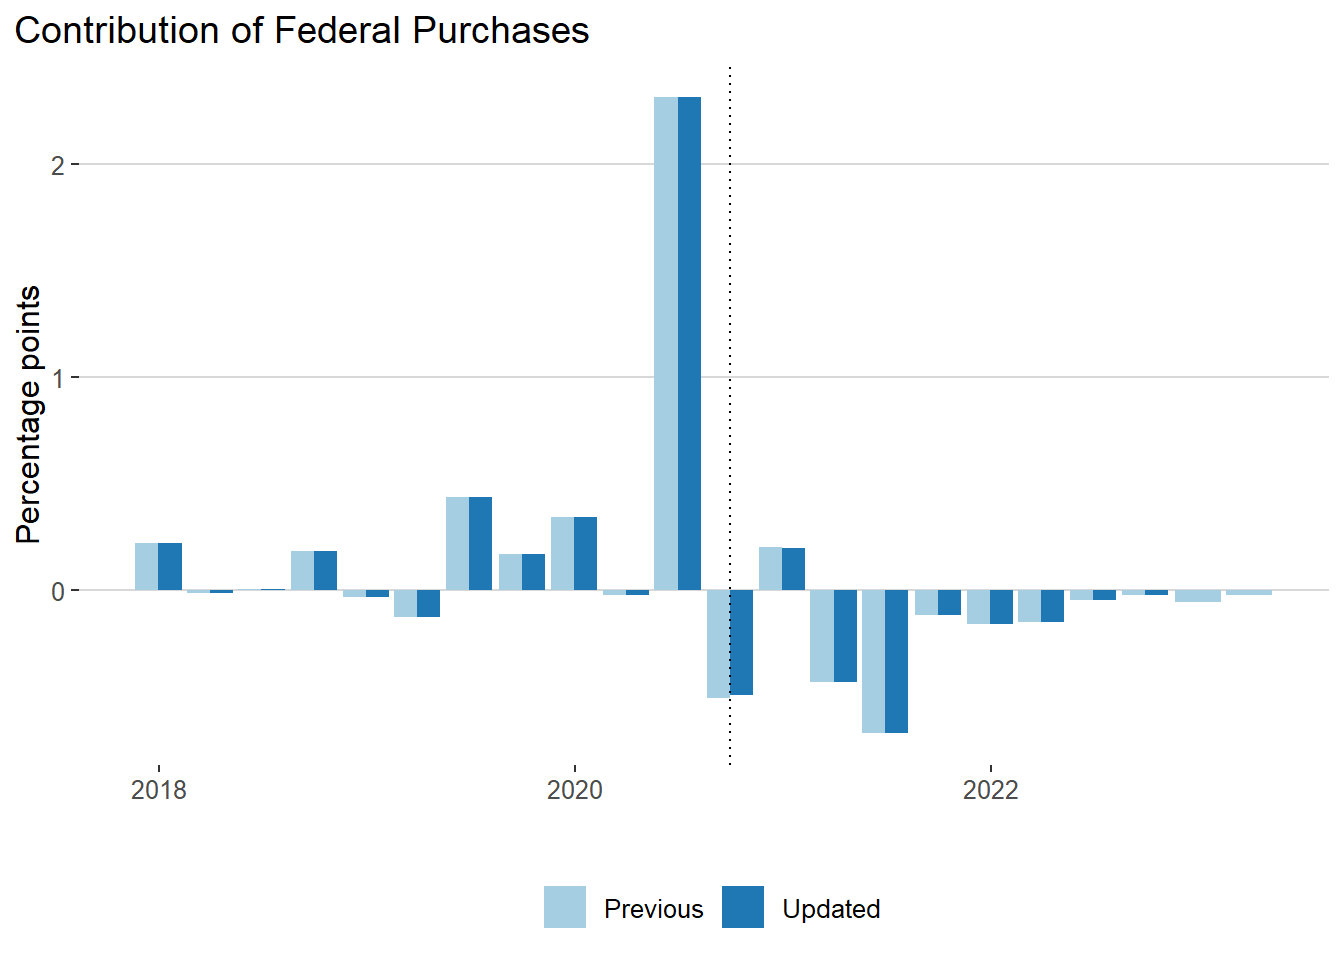 Contribution of Federal Purchases
Percentage points
2
1
0
2018 2020 2022
Previous Updated